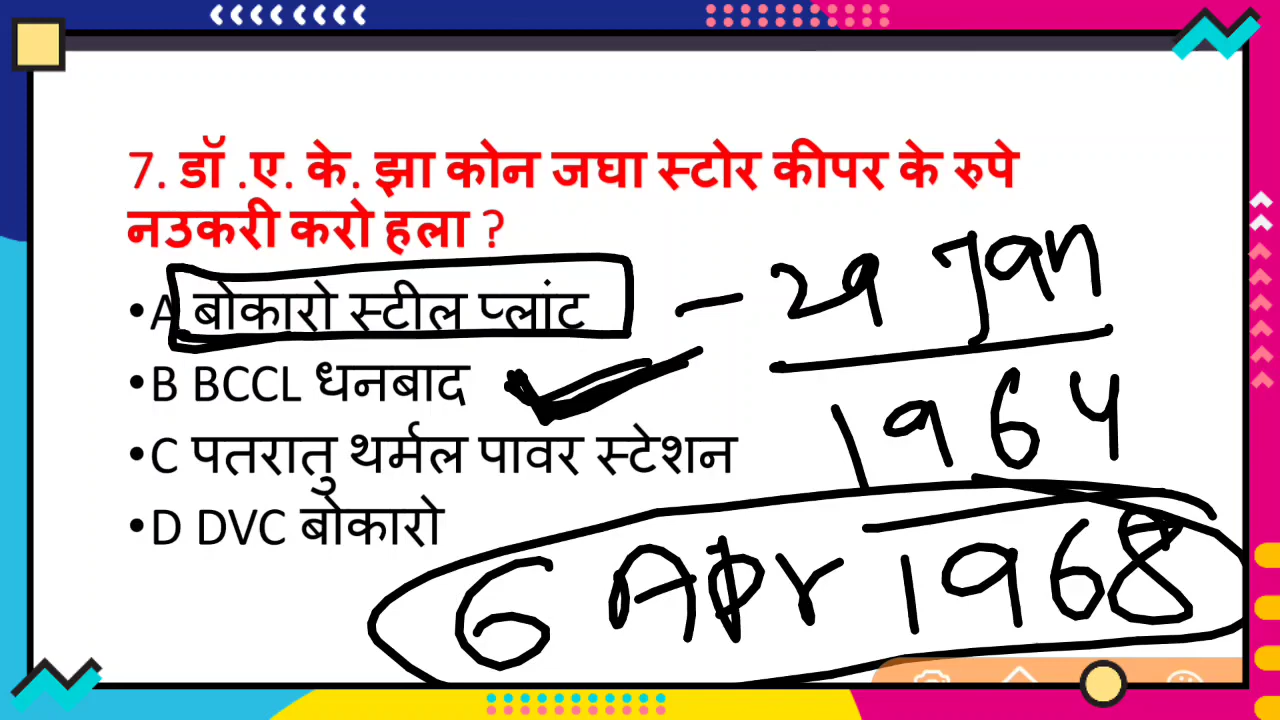 7. डॉ .ए. के. झा कोन जघा स्टोर कीपर के रुपे
नउकरी करो हला ?
•A बोकारो स्टील प्लांट
- 29 Jan
•B BCCL धनबाद
1964
•C पतरातु थर्मल पावर स्टेशन
•D DVC बोकारो
6 Apr 1968